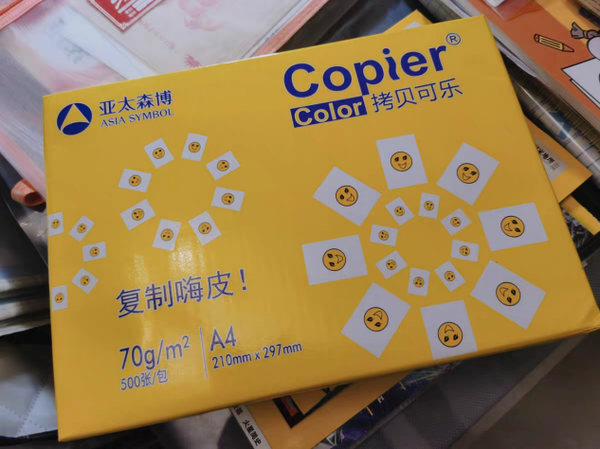 亚太森博
ASIA SYMBOL
Copier®
Color 拷贝可乐
复制嗨皮！
70g/m²
500张/包
A4
210mm x 297mm